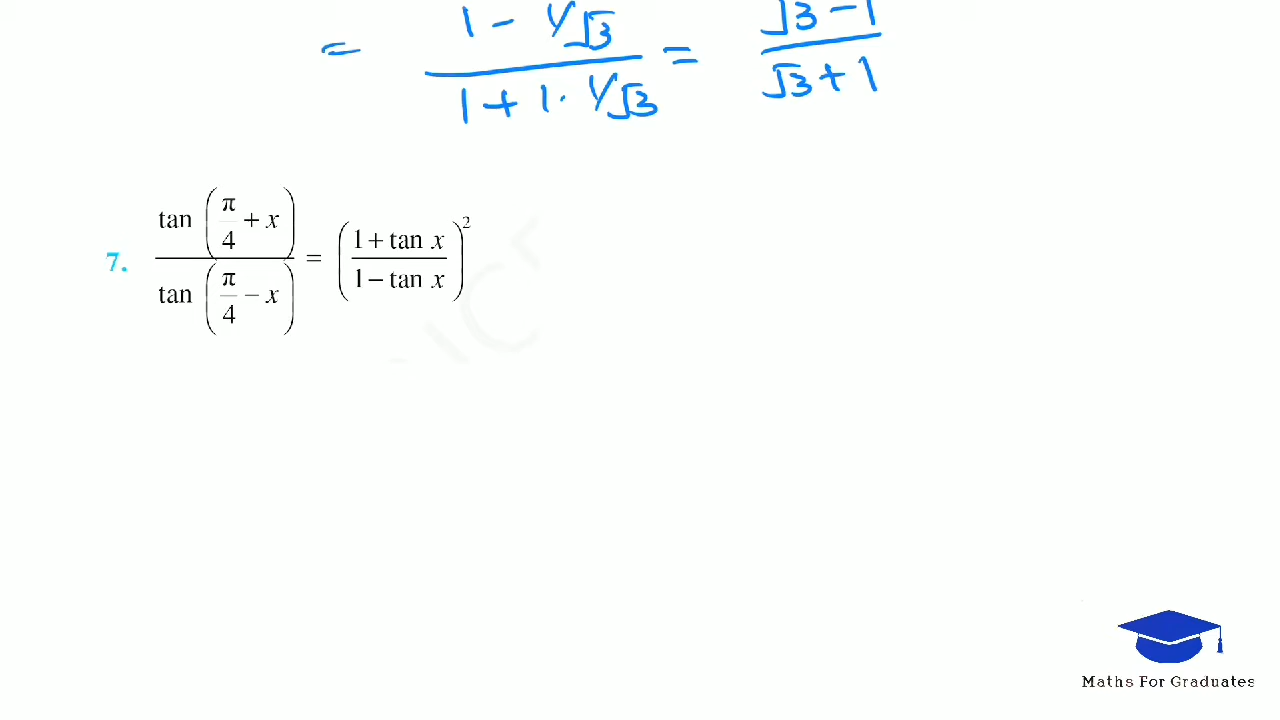 = (1 - 1/√3)/(1 + 1 · 1/√3) = (√3 - 1)/(√3 + 1)
7. tan (π/4 + x) / tan (π/4 - x) = ((1 + tan x)/(1 - tan x))²
Maths For Graduates